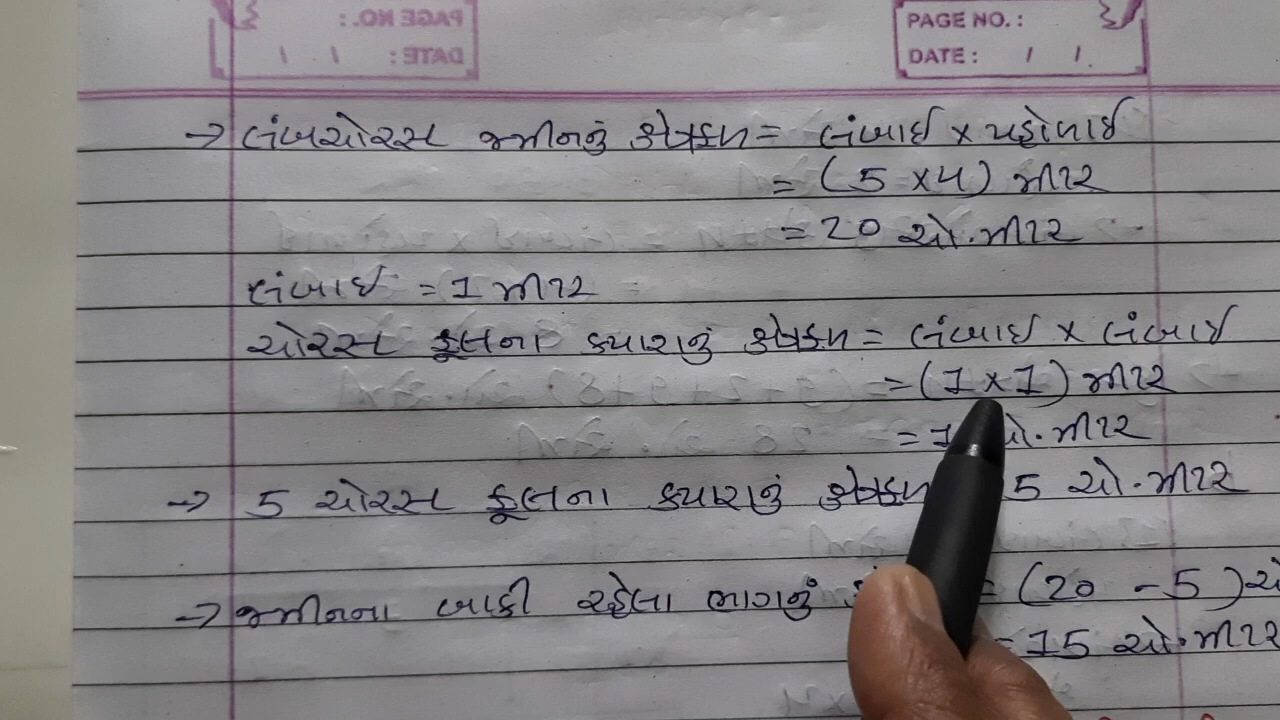 PAGE NO. :
DATE : / /
→ લંબચોરસ જમીનનું ક્ષેત્રફળ = લંબાઈ × પહોળાઈ
= (5 × 4) મીટર
= 20 ચો. મીટર
લંબાઈ = 1 મીટર
ચોરસ ફૂલના ક્યારાનું ક્ષેત્રફળ = લંબાઈ × લંબાઈ
= (1 × 1) મીટર
= 1 ચો. મીટર
→ 5 ચોરસ ફૂલના ક્યારાનું ક્ષેત્રફળ 5 ચો. મીટર
→ જમીનના બાકી રહેલા ભાગનું = (20 - 5) ચો
= 15 ચો. મીટર